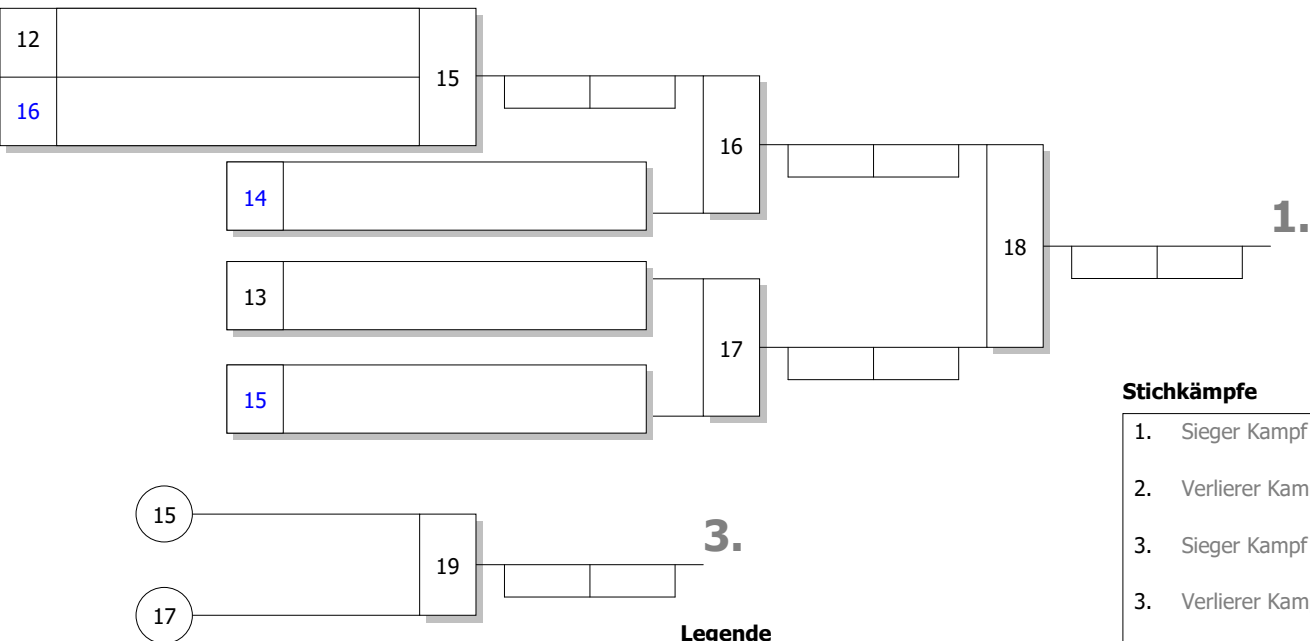 12
15
16
16
14
1.
18
13
17
15
Stichkämpfe
1. Sieger Kampf
2. Verlierer Kam
15
3.
3. Sieger Kampf
19
3. Verlierer Kam
17
Legende